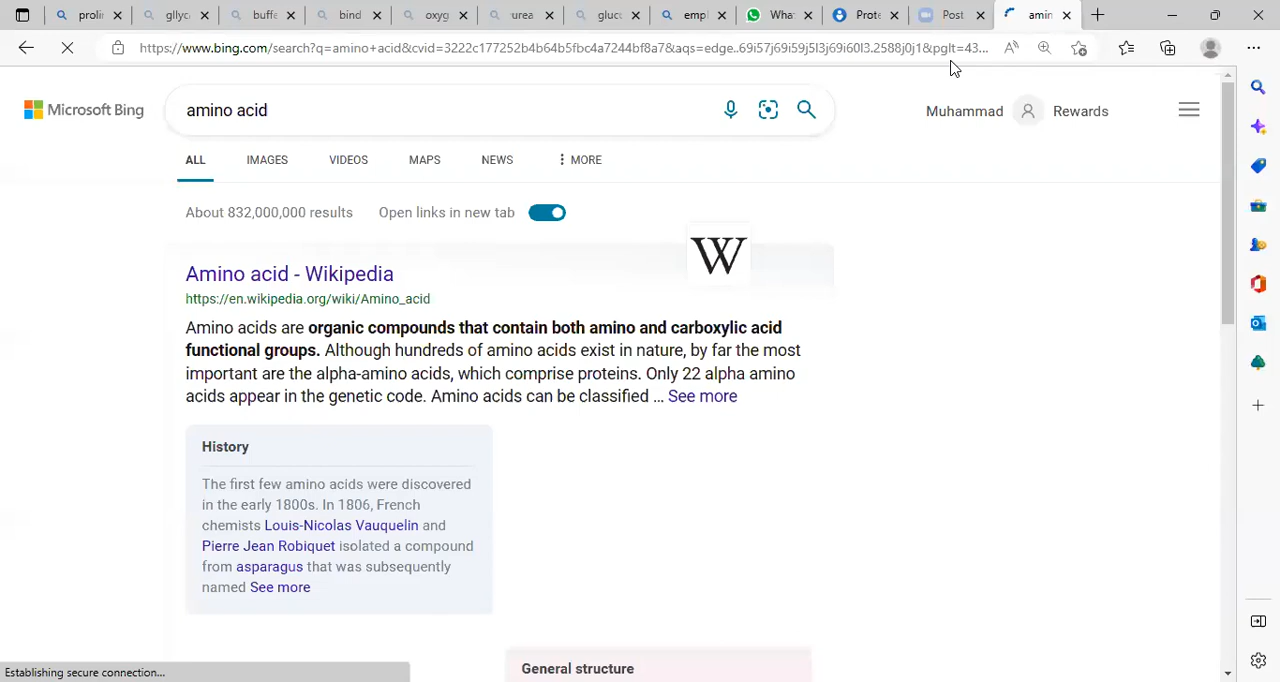 proli
gllyc
buffe
bind
oxyg
urea
gluc
empl
What
Prote
Post
amin
https://www.bing.com/search?q=amino+acid&cvid=3222c177252b4b64b5fbc4a7244bf8a7&aqs=edge..69i57j69i59j5l3j69i60l3.2588j0j1&pglt=43...
Microsoft Bing
amino acid
Muhammad
Rewards
ALL IMAGES VIDEOS MAPS NEWS MORE
About 832,000,000 results Open links in new tab
W
Amino acid - Wikipedia
https://en.wikipedia.org/wiki/Amino_acid
Amino acids are organic compounds that contain both amino and carboxylic acid
functional groups. Although hundreds of amino acids exist in nature, by far the most
important are the alpha-amino acids, which comprise proteins. Only 22 alpha amino
acids appear in the genetic code. Amino acids can be classified ... See more
History
The first few amino acids were discovered
in the early 1800s. In 1806, French
chemists Louis-Nicolas Vauquelin and
Pierre Jean Robiquet isolated a compound
from asparagus that was subsequently
named See more
General structure
Establishing secure connection...